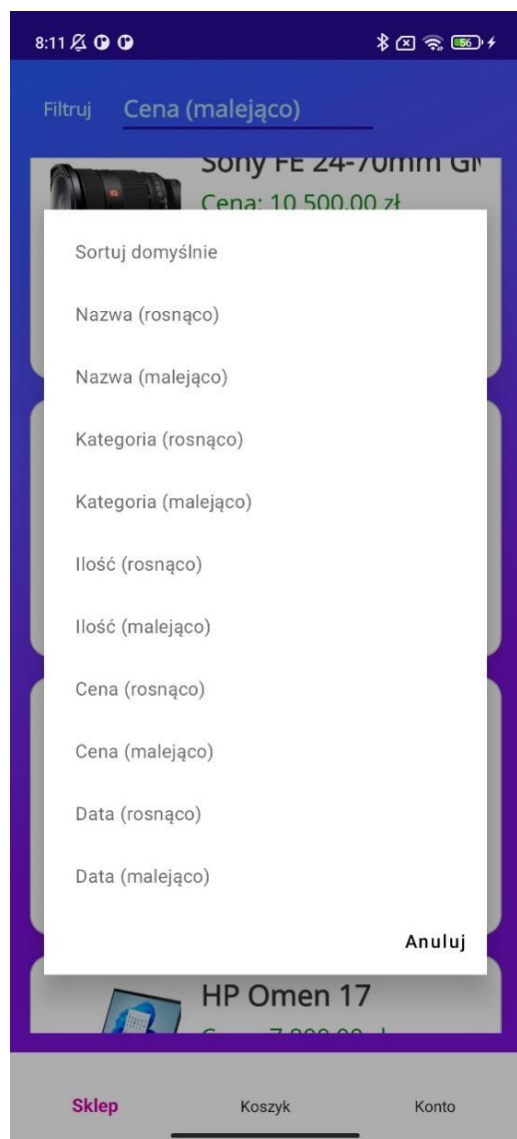 8:11
56
Filtruj Cena (malejąco)
Sony FE 24-70mm GM
Cena: 10 500.00 zł
Sortuj domyślnie
Nazwa (rosnąco)
Nazwa (malejąco)
Kategoria (rosnąco)
Kategoria (malejąco)
Ilość (rosnąco)
Ilość (malejąco)
Cena (rosnąco)
Cena (malejąco)
Data (rosnąco)
Data (malejąco)
Anuluj
HP Omen 17
Sklep Koszyk Konto